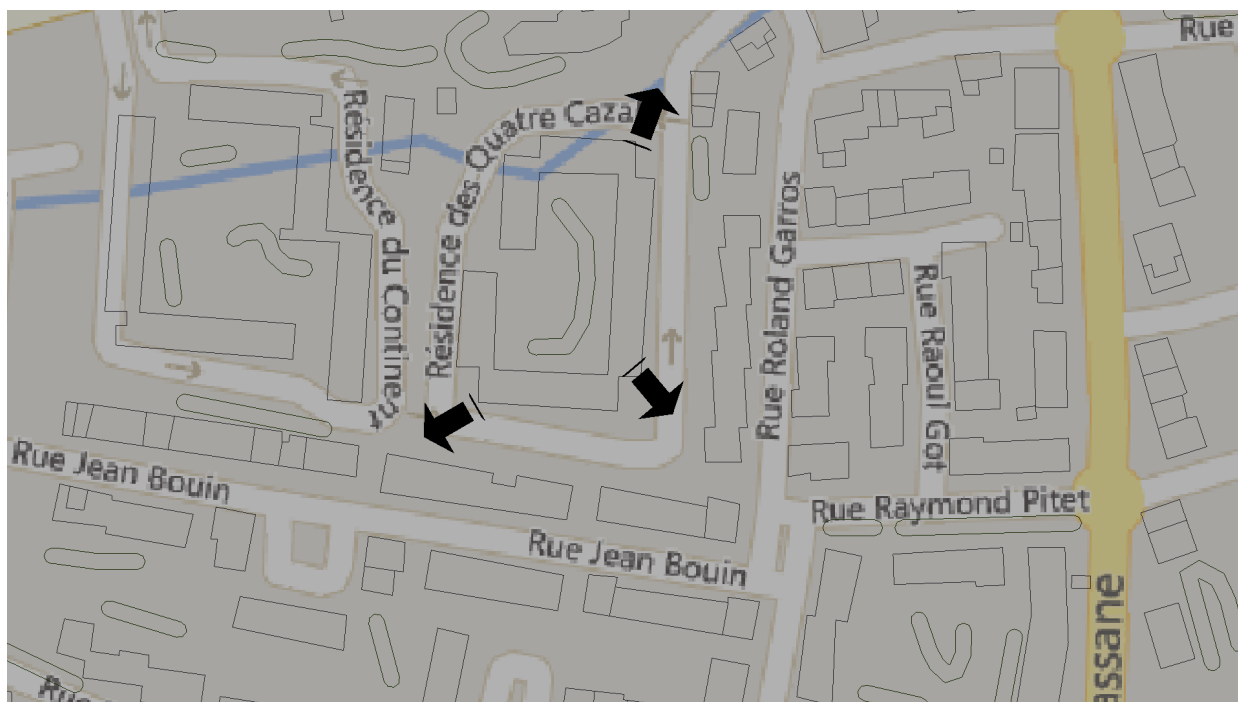 Rue
Résidence des Quatre Caza
Résidence du Continent
Rue Roland Garros
Rue Raoul Got
Rue Jean Bouin
Rue Raymond Pitet
Rue Jean Bouin
assane
Rue